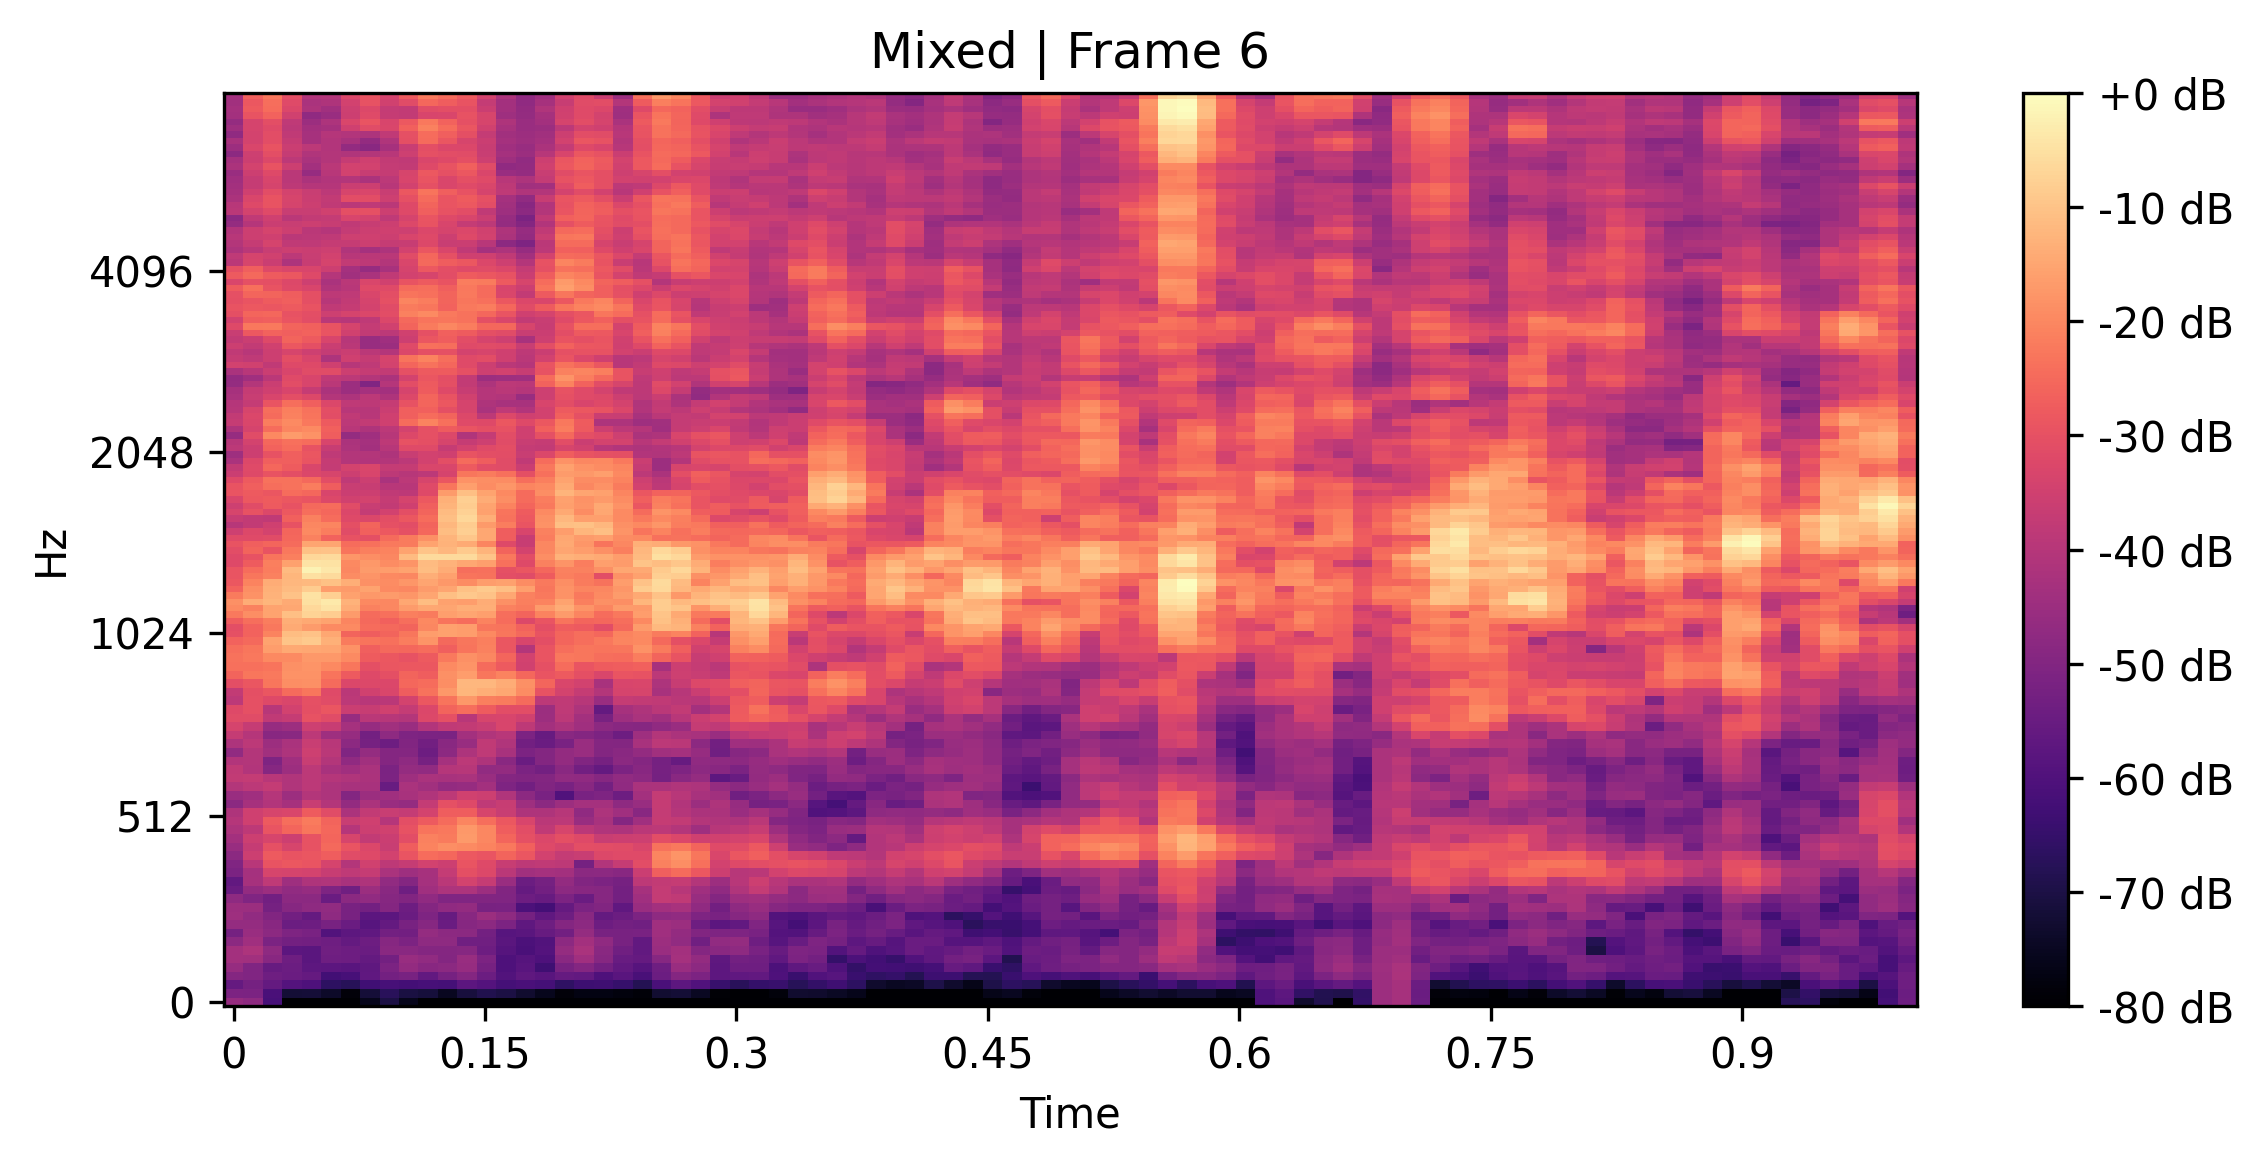 Mixed | Frame 6
Hz
4096
2048
1024
512
0
0 0.15 0.3 0.45 0.6 0.75 0.9
Time
+0 dB
-10 dB
-20 dB
-30 dB
-40 dB
-50 dB
-60 dB
-70 dB
-80 dB